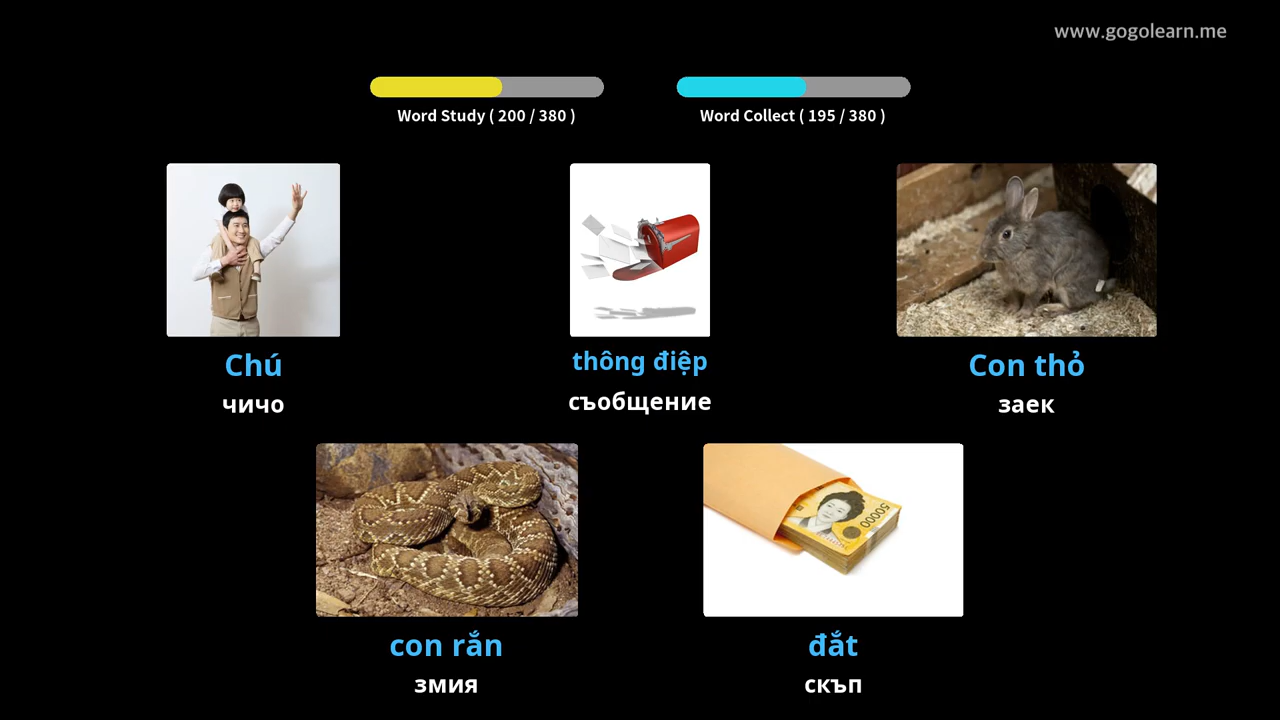 www.gogolearn.me
Word Study ( 200 / 380 )
Word Collect ( 195 / 380 )
Chú
чичо
thông điệp
съобщение
Con thỏ
заек
50000
con rắn
змия
đắt
скъп